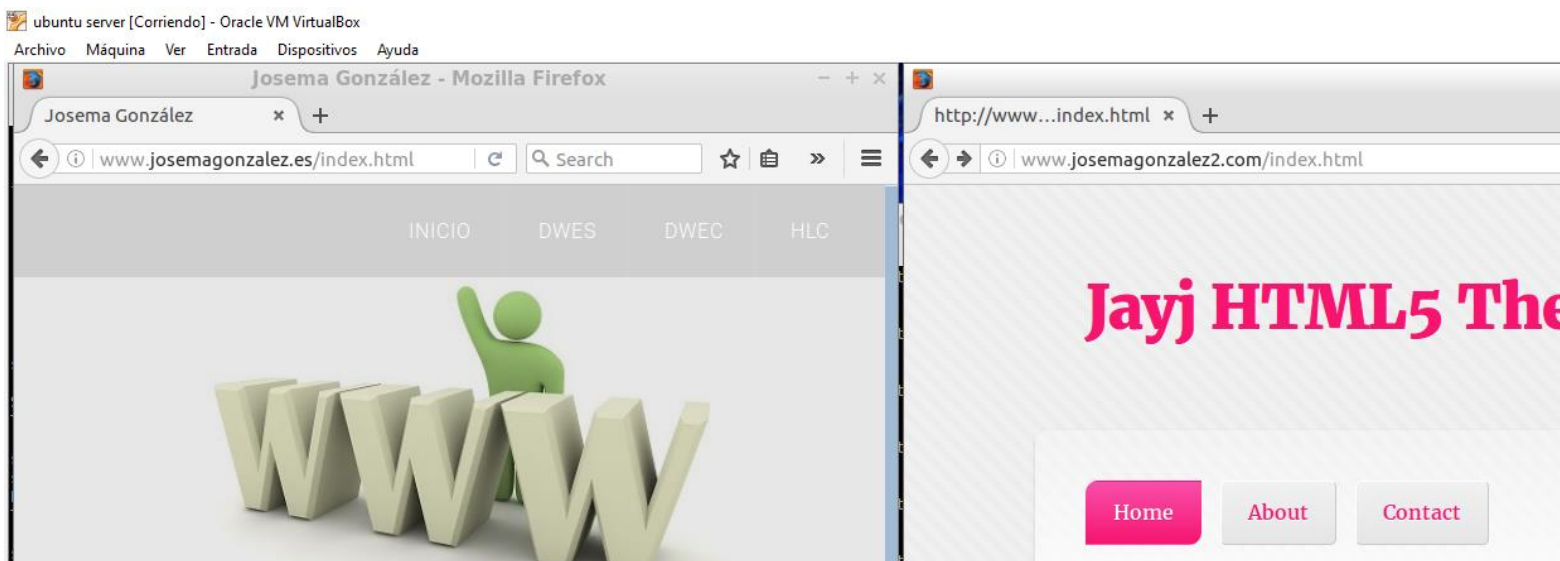 ubuntu server [Corriendo] - Oracle VM VirtualBox
Archivo Máquina Ver Entrada Dispositivos Ayuda
Josema González - Mozilla Firefox
Josema González
www.josemagonzalez.es/index.html
Search
INICIO DWES DWEC HLC
WWW
http://www...index.html
www.josemagonzalez2.com/index.html
Jayj HTML5 The
Home About Contact